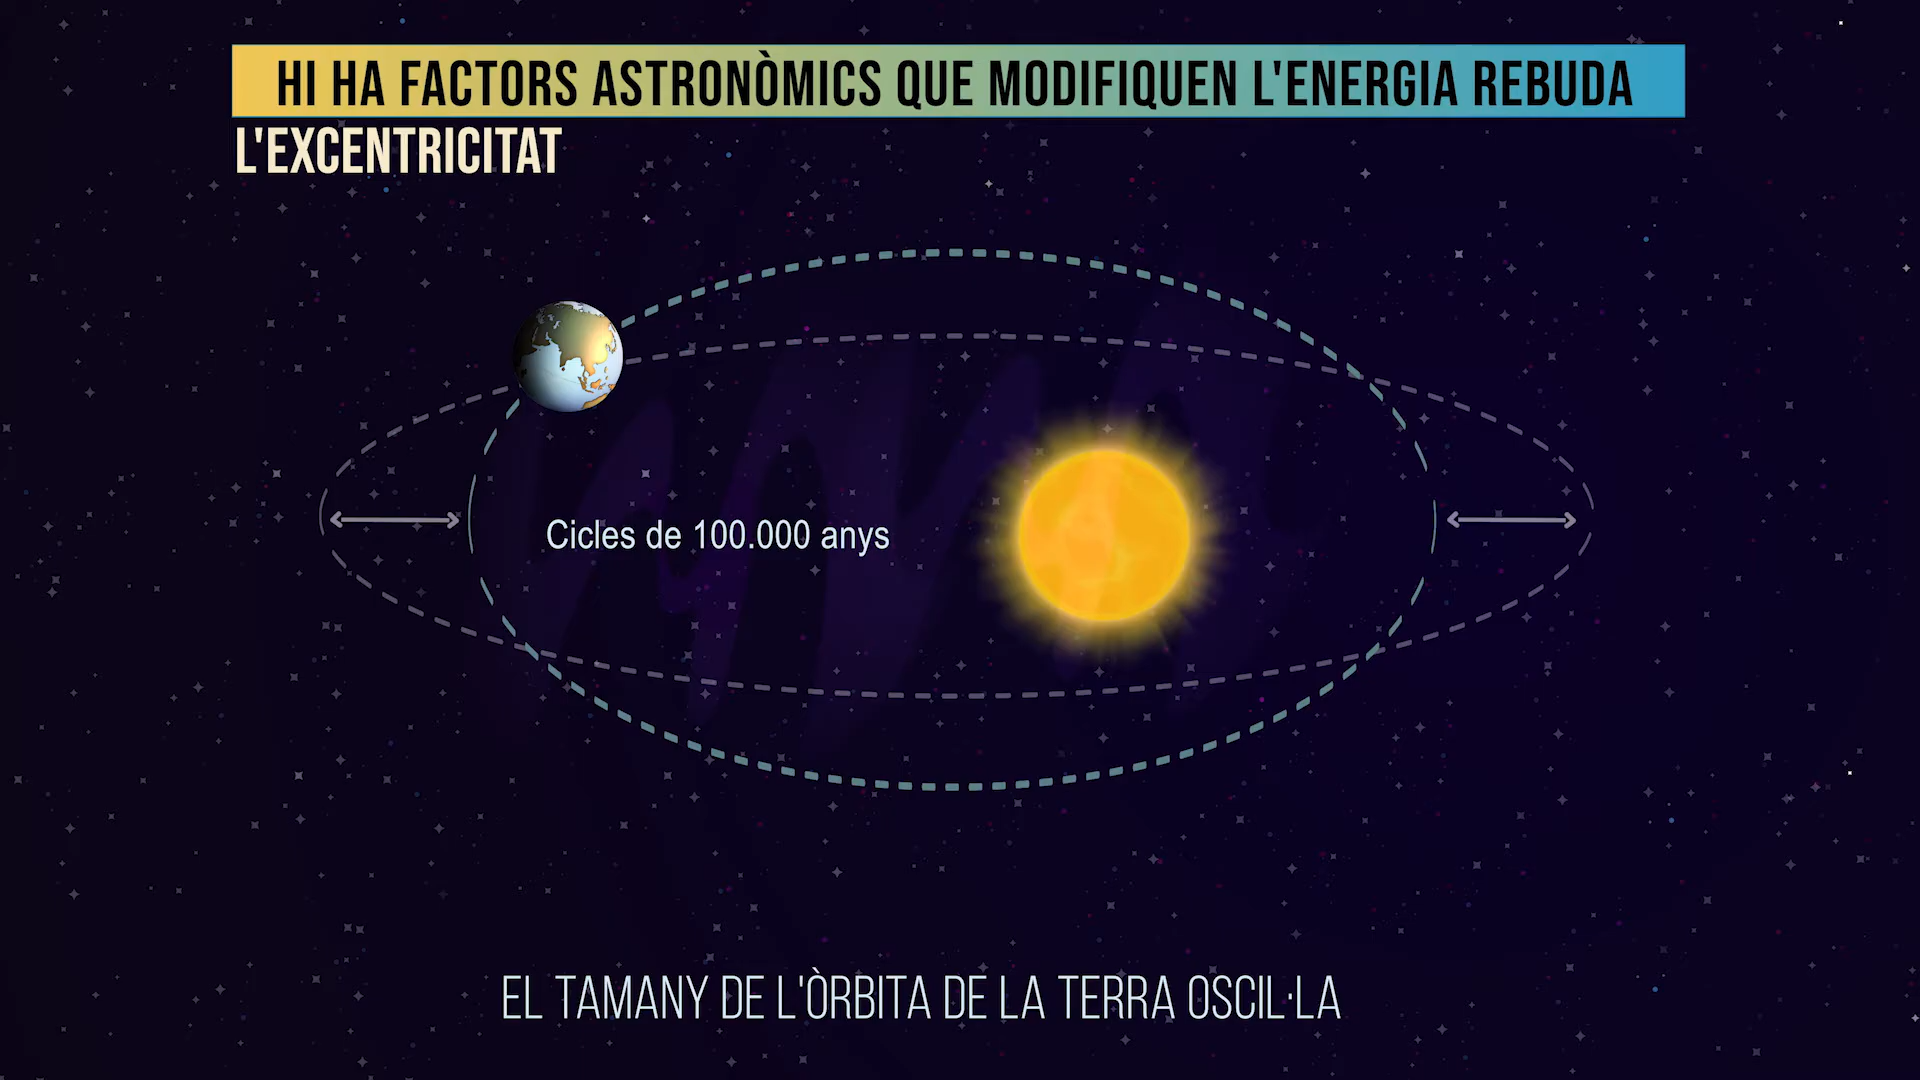 HI HA FACTORS ASTRONÒMICS QUE MODIFIQUEN L'ENERGIA REBUDA
L'EXCENTRICITAT
Cicles de 100.000 anys
EL TAMANY DE L'ÒRBITA DE LA TERRA OSCIL·LA